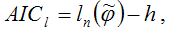 AIC_l = l_n(φ̃) − h ,